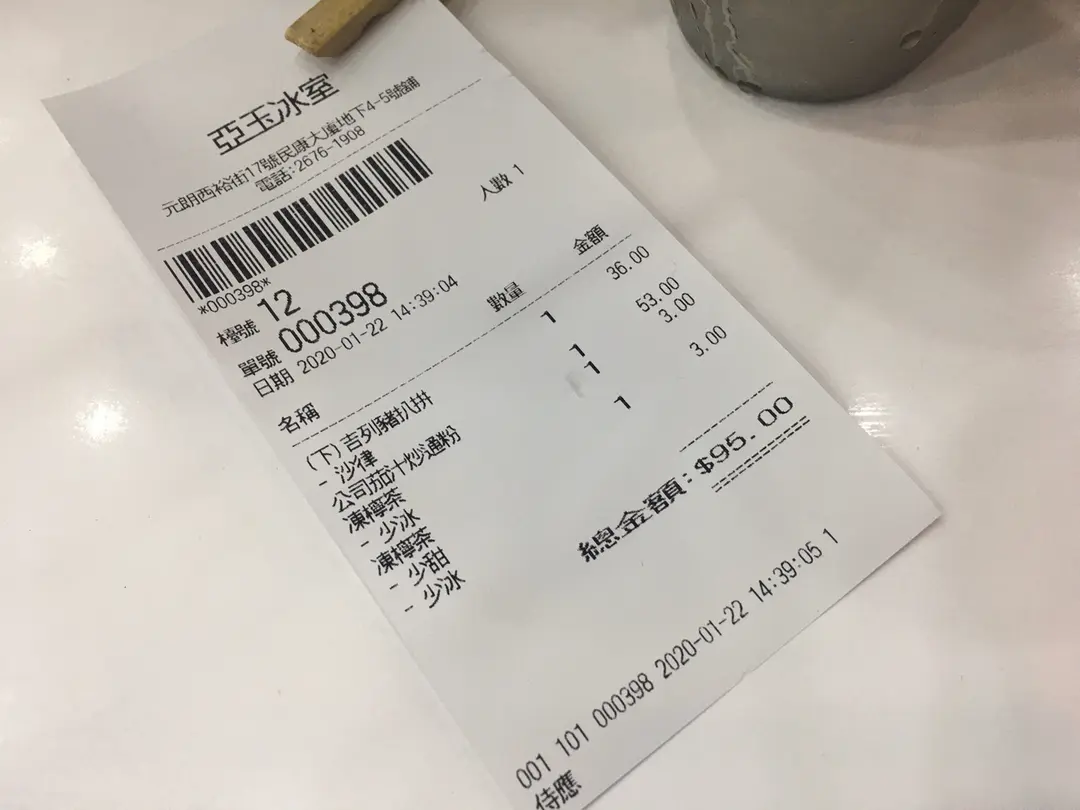 亞玉冰室
元朗西裕街17號民康大廈地下4-5號舖
電話:2676-1908
*000398*
人數 1
檯號 12
單號 000398
日期 2020-01-22 14:39:04
名稱 數量 金額
(下)吉列豬扒拼 1 36.00
- 沙律
公司茄汁炒通粉 1 53.00
凍檸茶 1 3.00
- 少冰
凍檸茶 1 3.00
- 少甜
- 少冰
總金額:$95.00
001 101 000398 2020-01-22 14:39:05 1
侍應